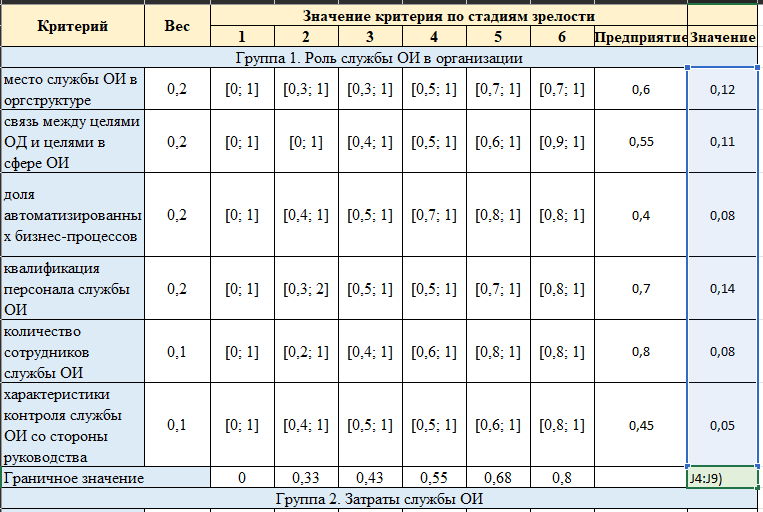 Критерий Вес Значение критерия по стадиям зрелости
1 2 3 4 5 6 Предприятие Значение
Группа 1. Роль службы ОИ в организации
место службы ОИ в
оргструктуре
0,2 [0; 1] [0,3; 1] [0,3; 1] [0,5; 1] [0,7; 1] [0,7; 1] 0,6 0,12
связь между целями
ОД и целями в
сфере ОИ
0,2 [0; 1] [0; 1] [0,4; 1] [0,5; 1] [0,6; 1] [0,9; 1] 0,55 0,11
доля
автоматизированны
х бизнес-процессов
0,2 [0; 1] [0,4; 1] [0,5; 1] [0,7; 1] [0,8; 1] [0,8; 1] 0,4 0,08
квалификация
персонала службы
ОИ
0,2 [0; 1] [0,3; 2] [0,5; 1] [0,5; 1] [0,7; 1] [0,8; 1] 0,7 0,14
количество
сотрудников
службы ОИ
0,1 [0; 1] [0,2; 1] [0,4; 1] [0,6; 1] [0,8; 1] [0,8; 1] 0,8 0,08
характеристики
контроля службы
ОИ со стороны
руководства
0,1 [0; 1] [0,4; 1] [0,5; 1] [0,5; 1] [0,6; 1] [0,8; 1] 0,45 0,05
Граничное значение 0 0,33 0,43 0,55 0,68 0,8 J4:J9)
Группа 2. Затраты службы ОИ